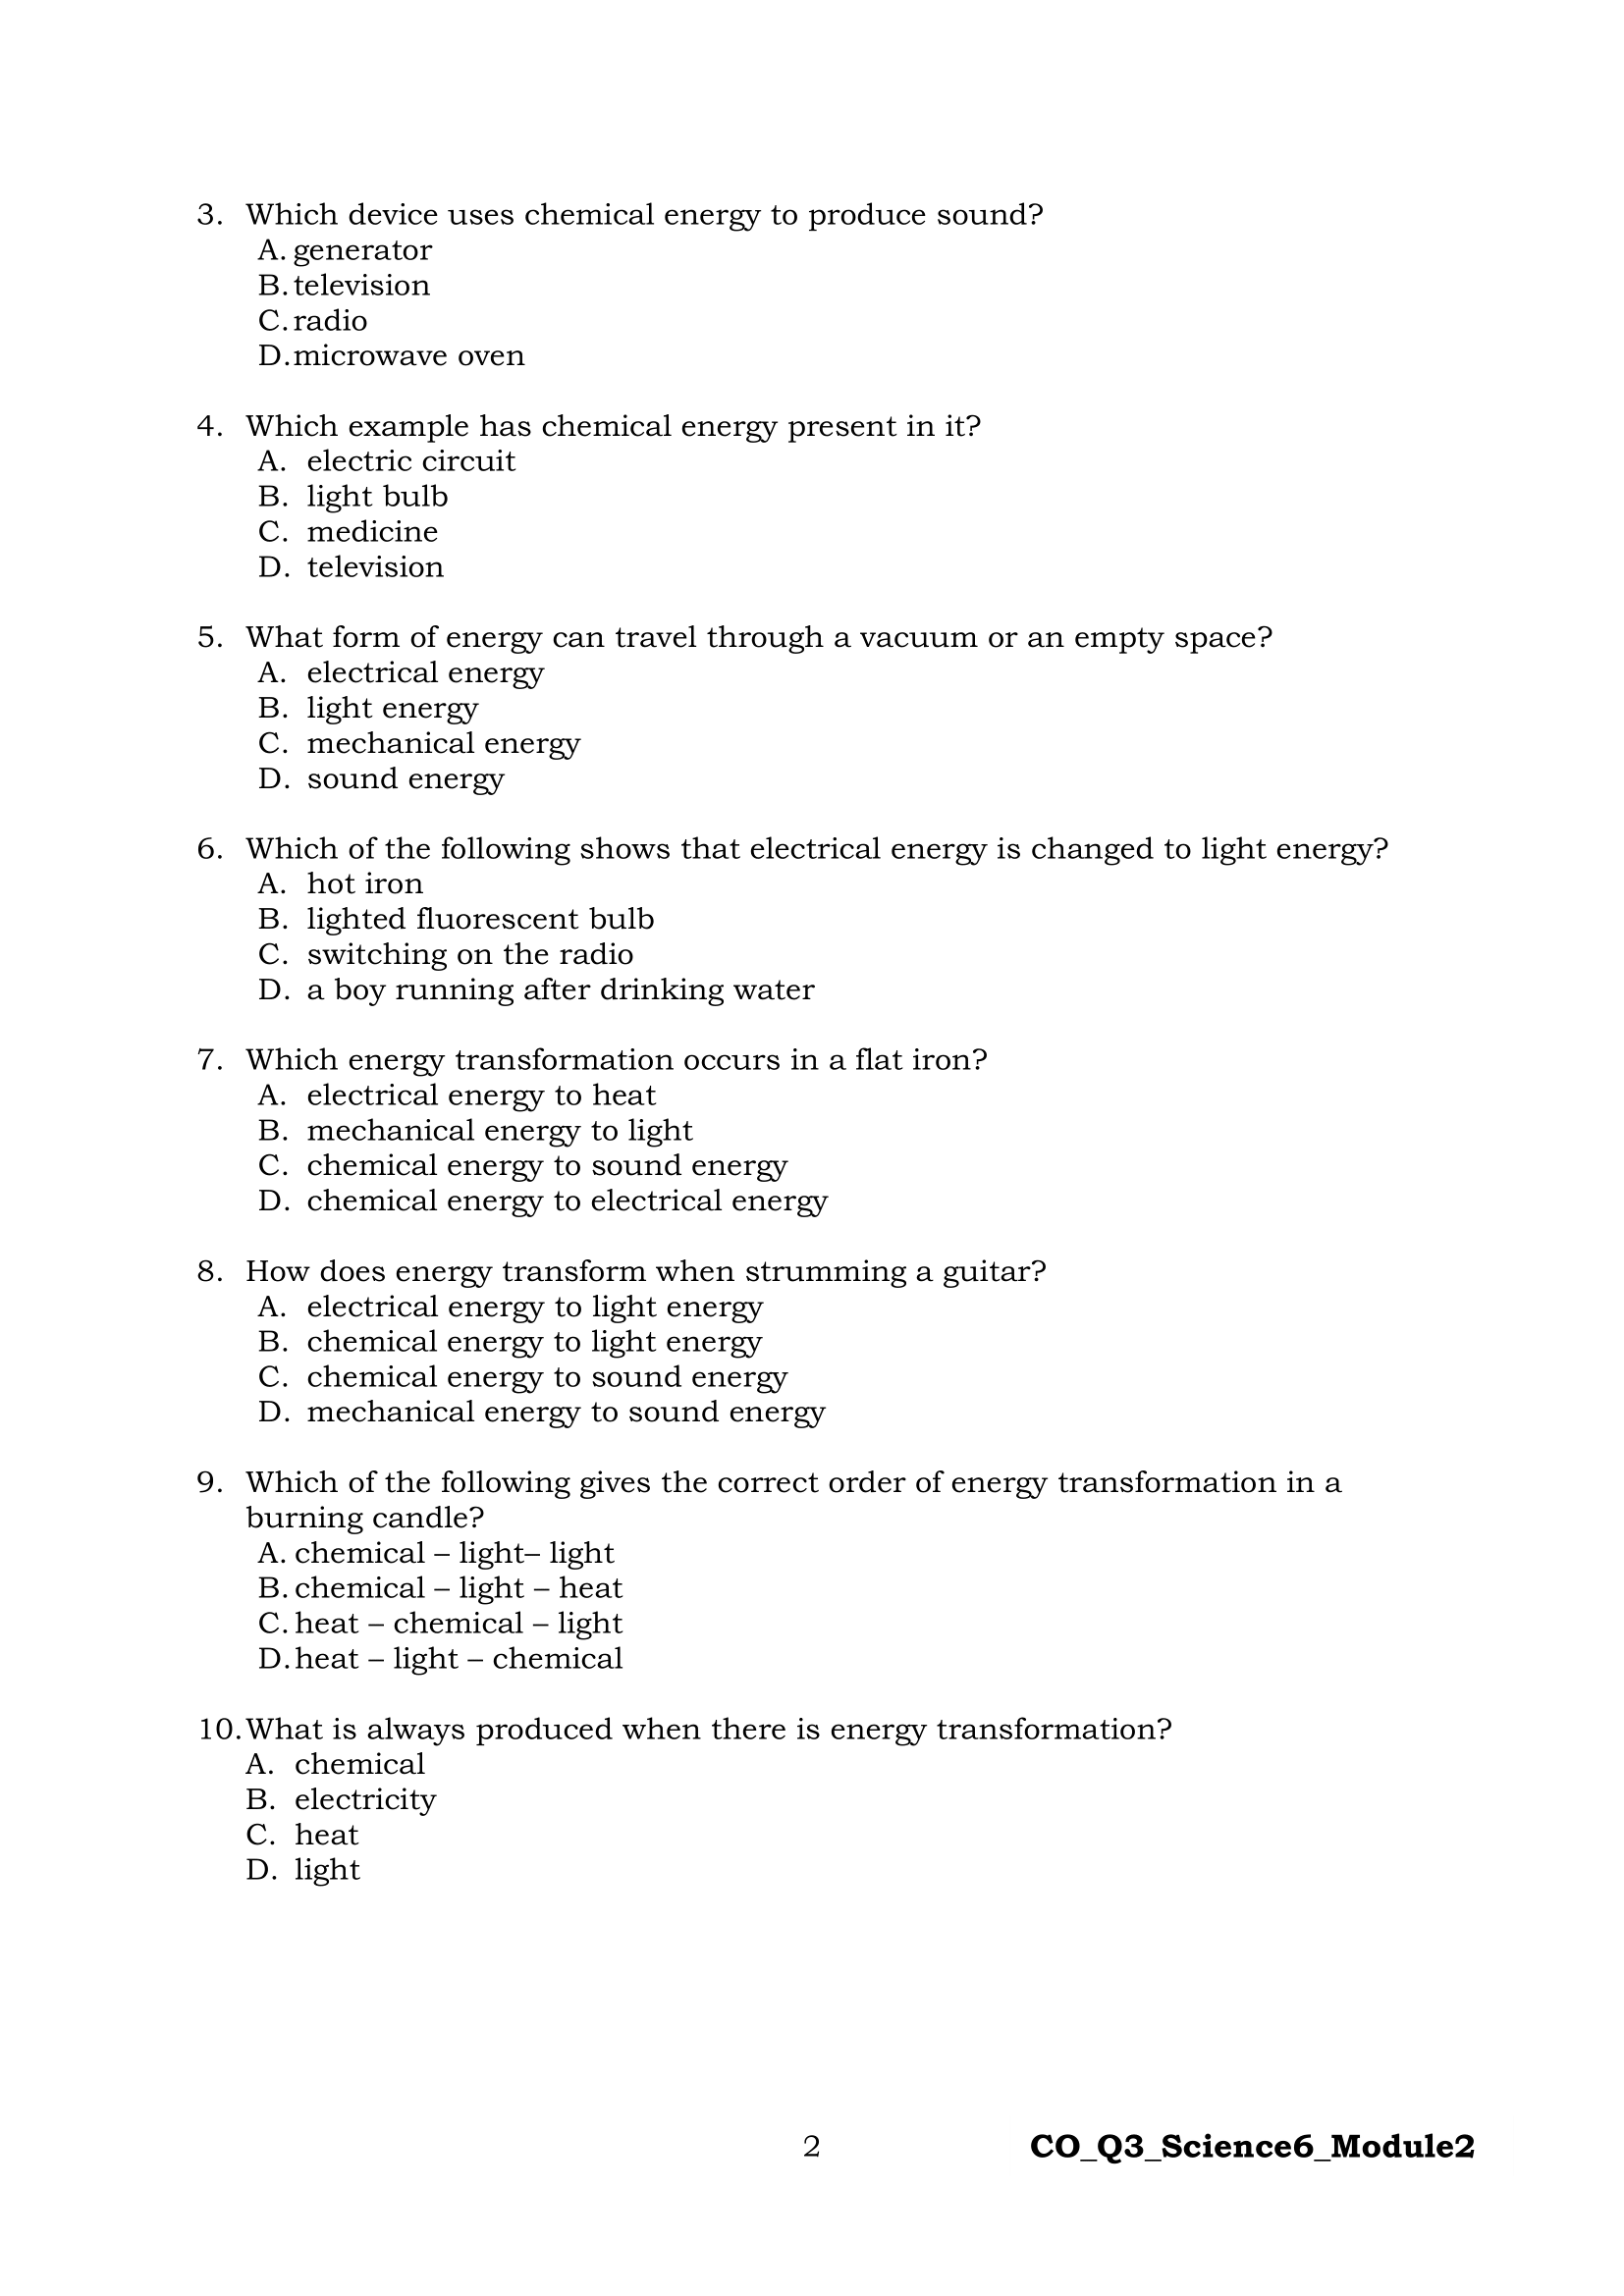 3. Which device uses chemical energy to produce sound?
A. generator
B. television
C. radio
D. microwave oven
4. Which example has chemical energy present in it?
A. electric circuit
B. light bulb
C. medicine
D. television
5. What form of energy can travel through a vacuum or an empty space?
A. electrical energy
B. light energy
C. mechanical energy
D. sound energy
6. Which of the following shows that electrical energy is changed to light energy?
A. hot iron
B. lighted fluorescent bulb
C. switching on the radio
D. a boy running after drinking water
7. Which energy transformation occurs in a flat iron?
A. electrical energy to heat
B. mechanical energy to light
C. chemical energy to sound energy
D. chemical energy to electrical energy
8. How does energy transform when strumming a guitar?
A. electrical energy to light energy
B. chemical energy to light energy
C. chemical energy to sound energy
D. mechanical energy to sound energy
9. Which of the following gives the correct order of energy transformation in a
burning candle?
A. chemical – light– light
B. chemical – light – heat
C. heat – chemical – light
D. heat – light – chemical
10. What is always produced when there is energy transformation?
A. chemical
B. electricity
C. heat
D. light
2 CO_Q3_Science6_Module2